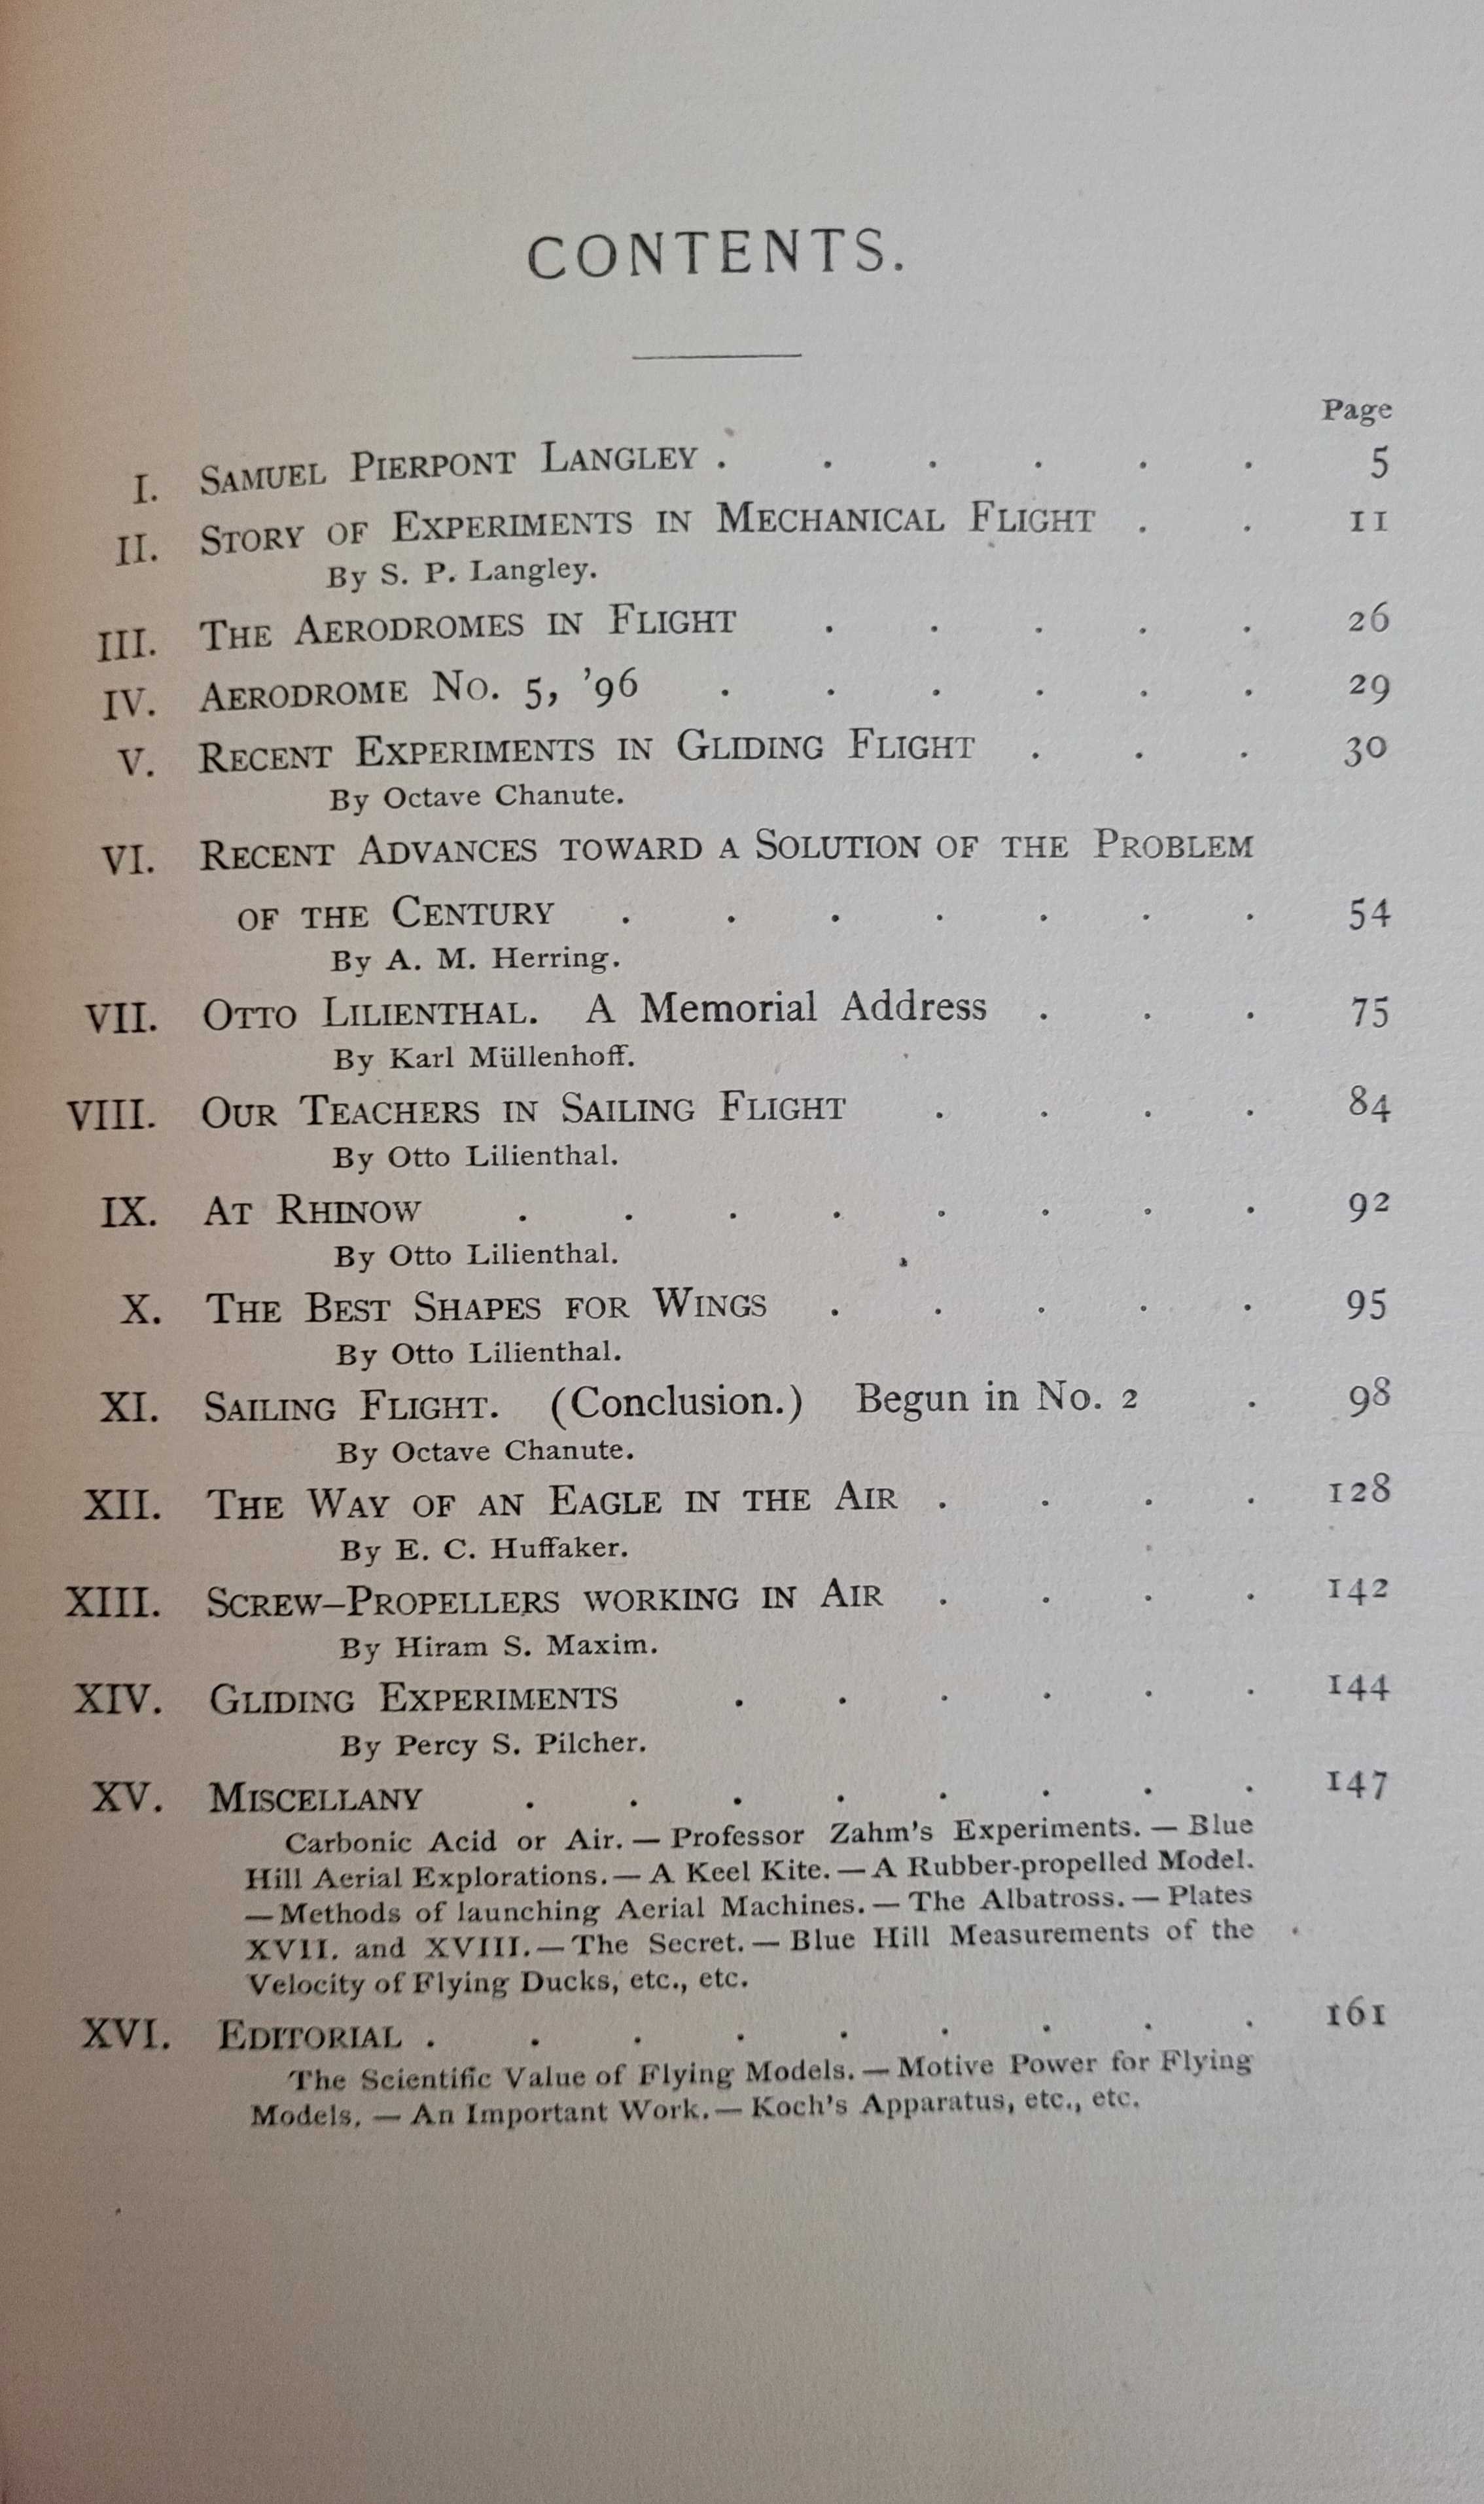 CONTENTS.
Page
I. SAMUEL PIERPONT LANGLEY . . . . . . 5
II. STORY OF EXPERIMENTS IN MECHANICAL FLIGHT . . 11
By S. P. Langley.
III. THE AERODROMES IN FLIGHT . . . . . 26
IV. AERODROME NO. 5, ’96 . . . . . . 29
V. RECENT EXPERIMENTS IN GLIDING FLIGHT . . . 30
By Octave Chanute.
VI. RECENT ADVANCES TOWARD A SOLUTION OF THE PROBLEM
OF THE CENTURY . . . . . . . 54
By A. M. Herring.
VII. OTTO LILIENTHAL. A Memorial Address . . . 75
By Karl Müllenhoff.
VIII. OUR TEACHERS IN SAILING FLIGHT . . . . 84
By Otto Lilienthal.
IX. AT RHINOW . . . . . . . . 92
By Otto Lilienthal.
X. THE BEST SHAPES FOR WINGS . . . . . 95
By Otto Lilienthal.
XI. SAILING FLIGHT. (Conclusion.) Begun in No. 2 . 98
By Octave Chanute.
XII. THE WAY OF AN EAGLE IN THE AIR . . . . 128
By E. C. Huffaker.
XIII. SCREW–PROPELLERS WORKING IN AIR . . . . 142
By Hiram S. Maxim.
XIV. GLIDING EXPERIMENTS . . . . . . 144
By Percy S. Pilcher.
XV. MISCELLANY . . . . . . . . 147
Carbonic Acid or Air. — Professor Zahm’s Experiments. — Blue
Hill Aerial Explorations. — A Keel Kite. — A Rubber-propelled Model.
— Methods of launching Aerial Machines. — The Albatross. — Plates
XVII. and XVIII. — The Secret. — Blue Hill Measurements of the
Velocity of Flying Ducks, etc., etc.
XVI. EDITORIAL . . . . . . . . . 161
The Scientific Value of Flying Models. — Motive Power for Flying
Models. — An Important Work. — Koch’s Apparatus, etc., etc.